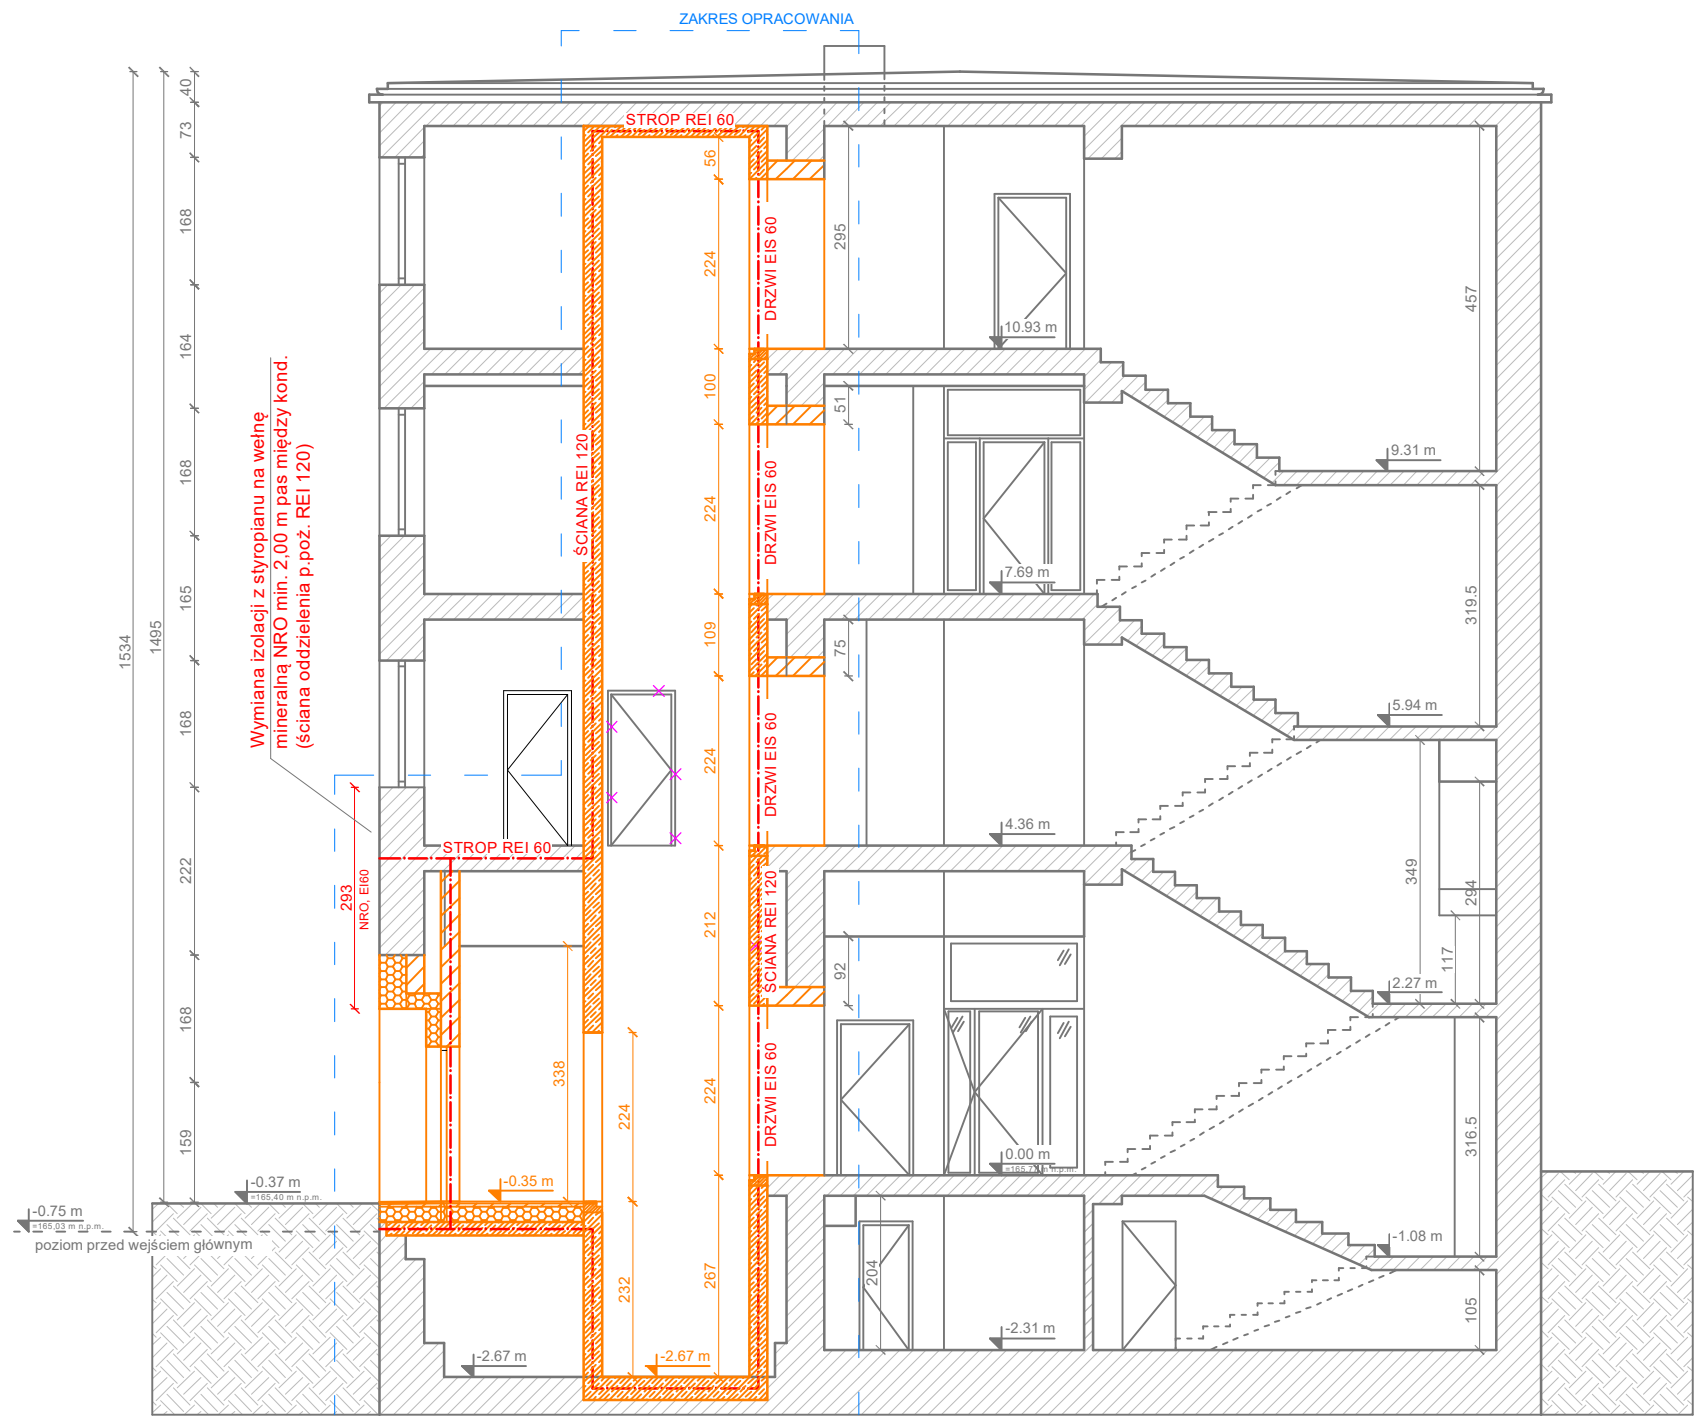 ZAKRES OPRACOWANIA
STROP REI 60
40
73
168
164
168
165
168
222
168
159
1534
1495
Wymiana izolacji z styropianu na wełnę
mineralną NRO min. 2,00 m pas między kond.
(ściana oddzielenia p.poż. REI 120)
293
NRO, EI60
ŚCIANA REI 120
STROP REI 60
56
224
100
224
109
224
212
224
267
338
224
232
DRZWI EIS 60
DRZWI EIS 60
DRZWI EIS 60
ŚCIANA REI 120
DRZWI EIS 60
295
51
75
92
204
10.93 m
7.69 m
4.36 m
0.00 m
-2.31 m
457
9.31 m
319.5
5.94 m
349
294
117
2.27 m
316.5
-1.08 m
105
-0.37 m
=165,40 m n.p.m.
-0.75 m
=165,03 m n.p.m.
poziom przed wejściem głównym
-0.35 m
-2.67 m
-2.67 m